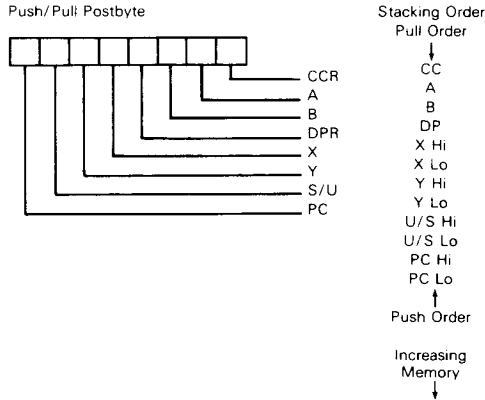 Push/Pull Postbyte
CCR
A
B
DPR
X
Y
S/U
PC
Stacking Order
Pull Order
CC
A
B
DP
X Hi
X Lo
Y Hi
Y Lo
U/S Hi
U/S Lo
PC Hi
PC Lo
Push Order
Increasing
Memory